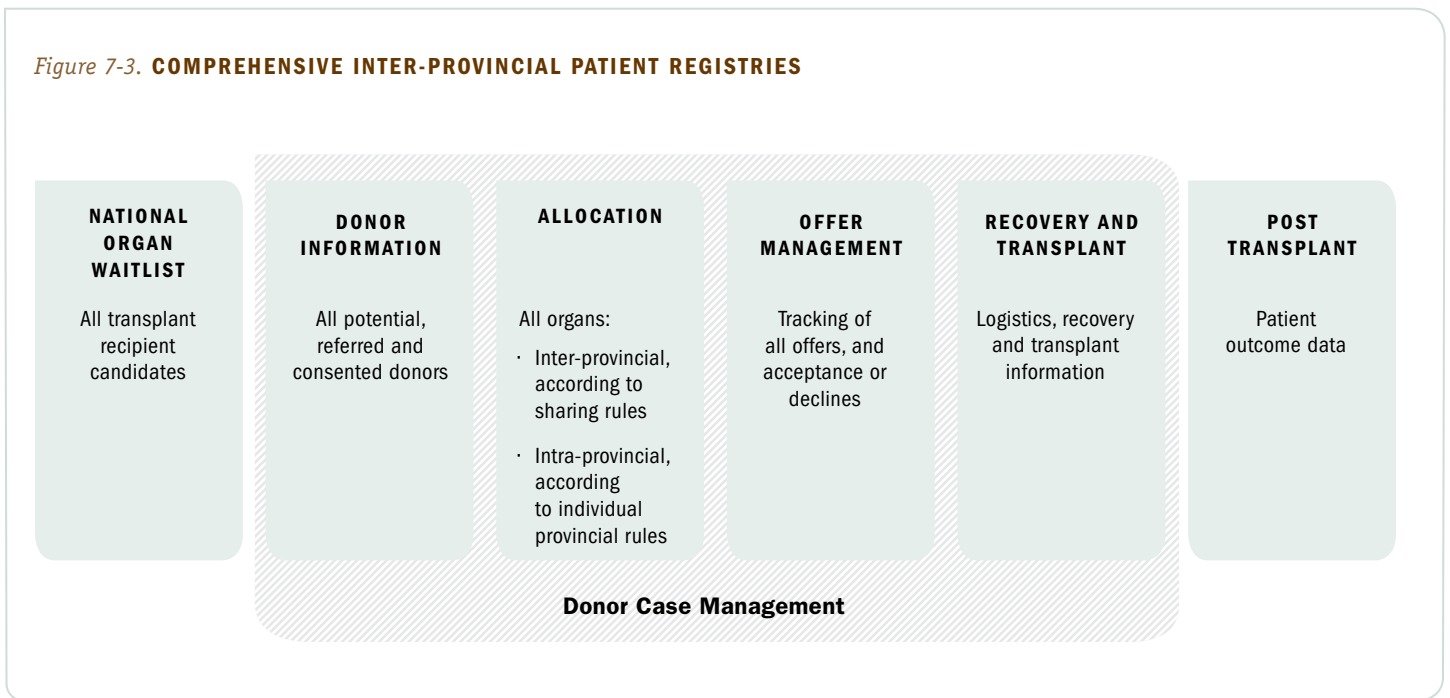 Figure 7-3. COMPREHENSIVE INTER-PROVINCIAL PATIENT REGISTRIES
NATIONAL
ORGAN
WAITLIST
All transplant
recipient
candidates
DONOR
INFORMATION
All potential,
referred and
consented donors
ALLOCATION
All organs:
· Inter-provincial,
according to
sharing rules
· Intra-provincial,
according
to individual
provincial rules
OFFER
MANAGEMENT
Tracking of
all offers, and
acceptance or
declines
RECOVERY AND
TRANSPLANT
Logistics, recovery
and transplant
information
POST
TRANSPLANT
Patient
outcome data
Donor Case Management